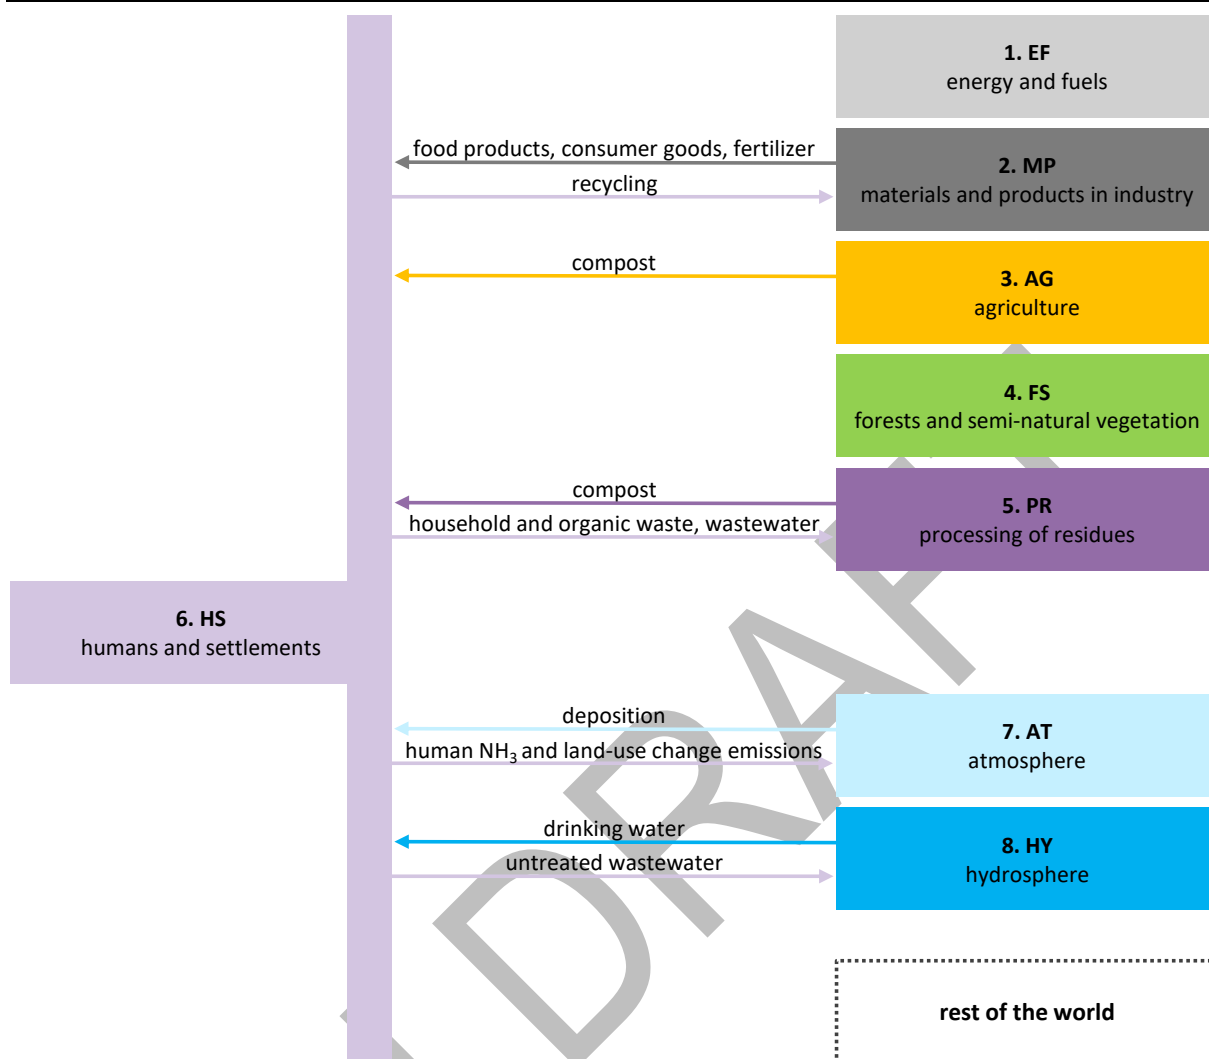 1. EF
energy and fuels
food products, consumer goods, fertilizer
recycling
2. MP
materials and products in industry
compost
3. AG
agriculture
4. FS
forests and semi-natural vegetation
compost
household and organic waste, wastewater
5. PR
processing of residues
6. HS
humans and settlements
deposition
human NH₃ and land-use change emissions
7. AT
atmosphere
drinking water
untreated wastewater
8. HY
hydrosphere
rest of the world
DRAFT